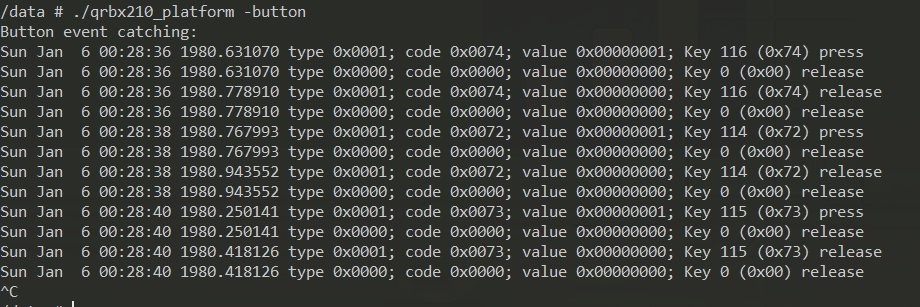 /data # ./qrbx210_platform -button
Button event catching:
Sun Jan  6 00:28:36 1980.631070 type 0x0001; code 0x0074; value 0x00000001; Key 116 (0x74) press
Sun Jan  6 00:28:36 1980.631070 type 0x0000; code 0x0000; value 0x00000000; Key 0 (0x00) release
Sun Jan  6 00:28:36 1980.778910 type 0x0001; code 0x0074; value 0x00000000; Key 116 (0x74) release
Sun Jan  6 00:28:36 1980.778910 type 0x0000; code 0x0000; value 0x00000000; Key 0 (0x00) release
Sun Jan  6 00:28:38 1980.767993 type 0x0001; code 0x0072; value 0x00000001; Key 114 (0x72) press
Sun Jan  6 00:28:38 1980.767993 type 0x0000; code 0x0000; value 0x00000000; Key 0 (0x00) release
Sun Jan  6 00:28:38 1980.943552 type 0x0001; code 0x0072; value 0x00000000; Key 114 (0x72) release
Sun Jan  6 00:28:38 1980.943552 type 0x0000; code 0x0000; value 0x00000000; Key 0 (0x00) release
Sun Jan  6 00:28:40 1980.250141 type 0x0001; code 0x0073; value 0x00000001; Key 115 (0x73) press
Sun Jan  6 00:28:40 1980.250141 type 0x0000; code 0x0000; value 0x00000000; Key 0 (0x00) release
Sun Jan  6 00:28:40 1980.418126 type 0x0001; code 0x0073; value 0x00000000; Key 115 (0x73) release
Sun Jan  6 00:28:40 1980.418126 type 0x0000; code 0x0000; value 0x00000000; Key 0 (0x00) release
^C